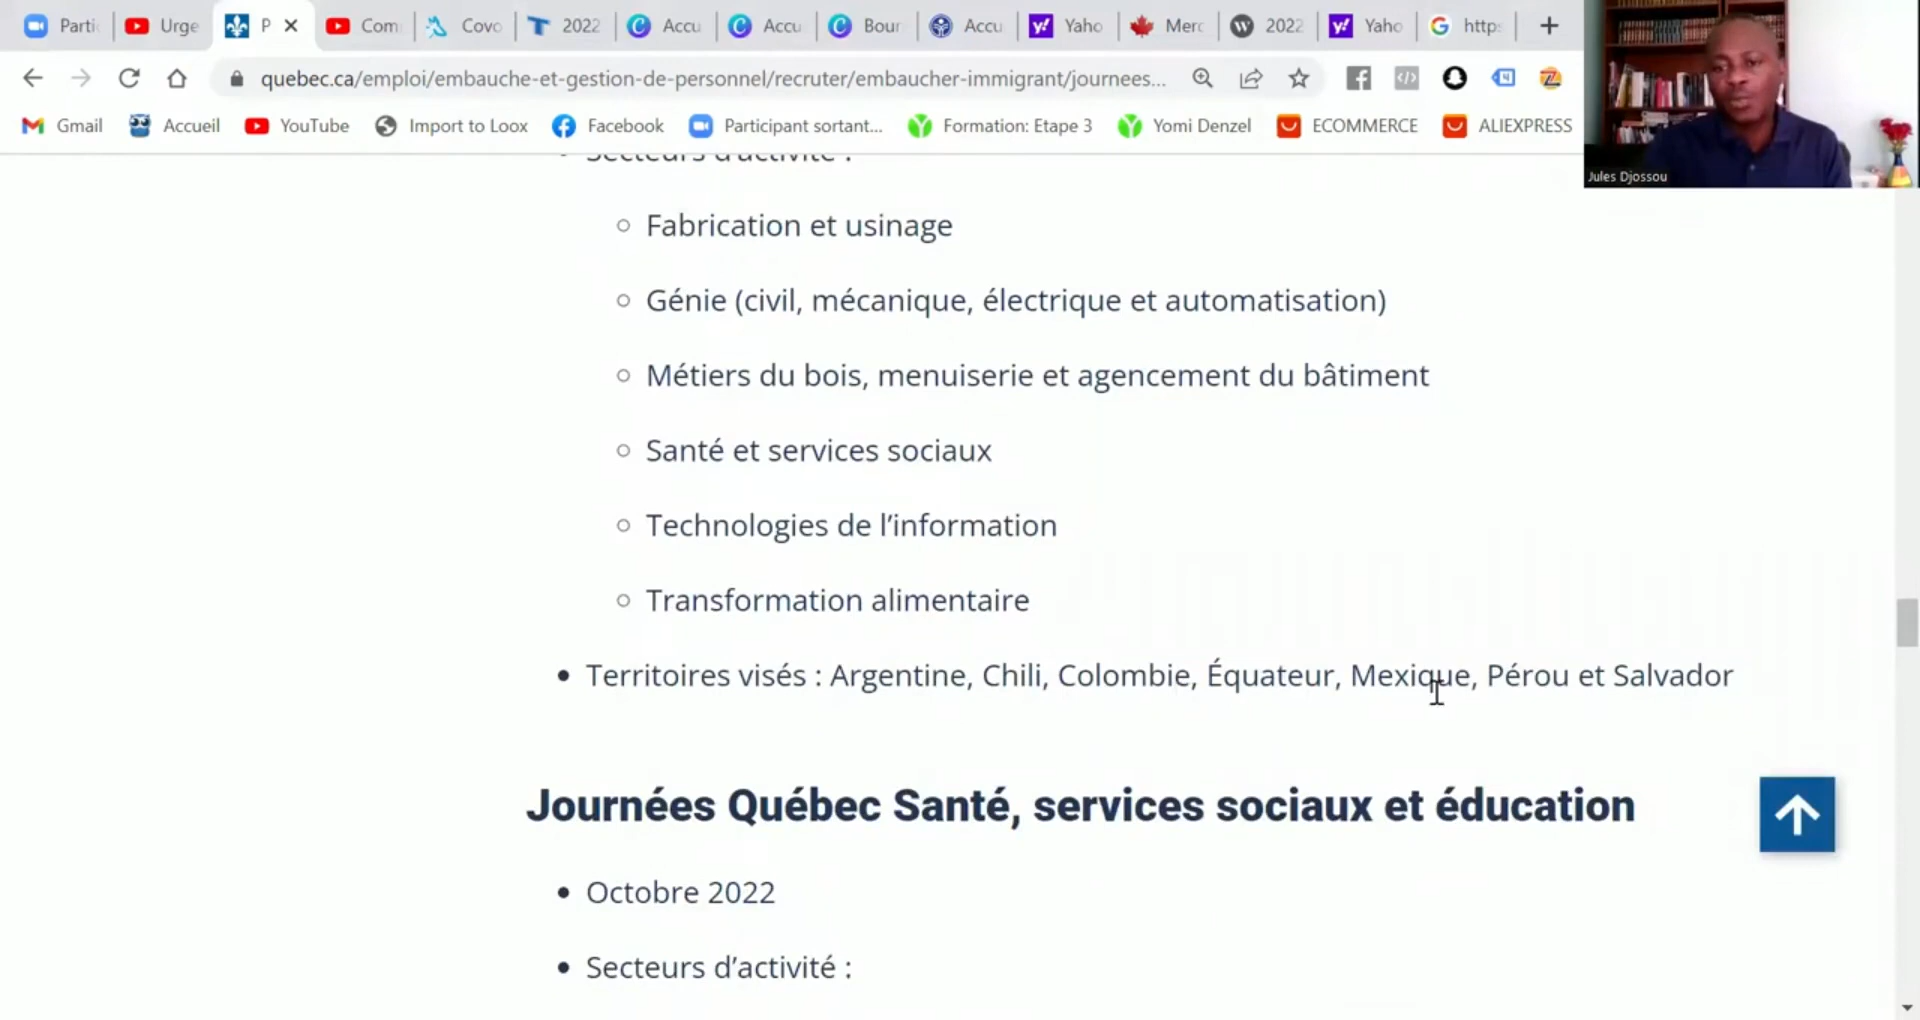 Parti
Urge
P
Com
Covo
2022
Accu
Accu
Bour
Accu
Yaho
Merc
2022
Yaho
http:
quebec.ca/emploi/embauche-et-gestion-de-personnel/recruter/embaucher-immigrant/journees...
Gmail
Accueil
YouTube
Import to Loox
Facebook
Participant sortant...
Formation: Etape 3
Yomi Denzel
ECOMMERCE
ALIEXPRESS
Jules Djossou
Secteurs d'activité :
Fabrication et usinage
Génie (civil, mécanique, électrique et automatisation)
Métiers du bois, menuiserie et agencement du bâtiment
Santé et services sociaux
Technologies de l'information
Transformation alimentaire
Territoires visés : Argentine, Chili, Colombie, Équateur, Mexique, Pérou et Salvador
Journées Québec Santé, services sociaux et éducation
Octobre 2022
Secteurs d'activité :